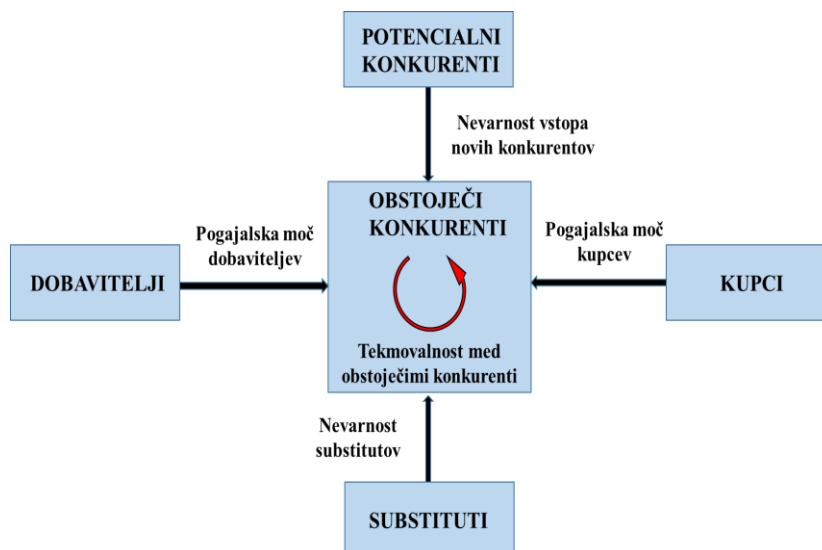 POTENCIALNI
KONKURENTI
Nevarnost vstopa
novih konkurentov
OBSTOJEČI
KONKURENTI
Pogajalska moč
dobaviteljev
Pogajalska moč
kupcev
DOBAVITELJI
KUPCI
Tekmovalnost med
obstoječimi konkurenti
Nevarnost
substitutov
SUBSTITUTI